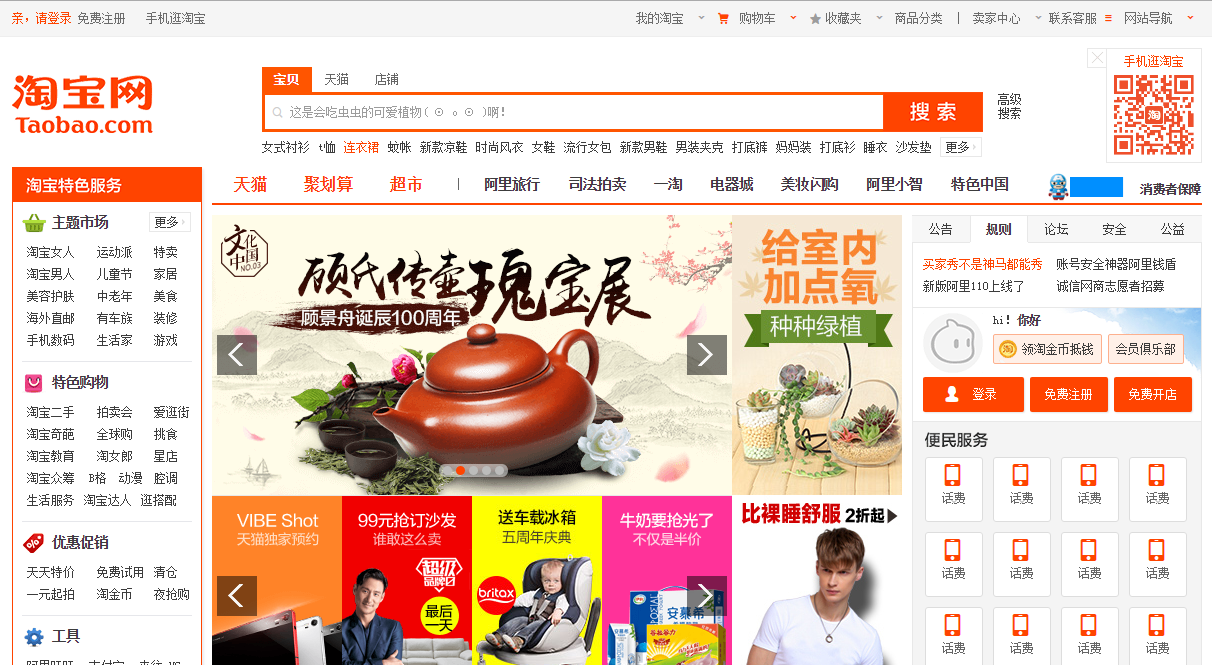 亲，请登录 免费注册 手机逛淘宝 我的淘宝 购物车 收藏夹 商品分类 | 卖家中心 联系客服 网站导航
淘宝网
Taobao.com
宝贝 天猫 店铺
这是会吃虫虫的可爱植物( ⊙ o ⊙ )啊!
搜 索
高级
搜索
手机逛淘宝
淘
女式衬衫 t恤 连衣裙 蚊帐 新款凉鞋 时尚风衣 女鞋 流行女包 新款男鞋 男装夹克 打底裤 妈妈装 打底衫 睡衣 沙发垫 更多
淘宝特色服务
天猫 聚划算 超市 | 阿里旅行 司法拍卖 一淘 电器城 美妆闪购 阿里小智 特色中国
消费者保障
主题市场 更多
淘宝女人 运动派 特卖
淘宝男人 儿童节 家居
美容护肤 中老年 美食
海外直邮 有车族 装修
手机数码 生活家 游戏
特色购物
淘宝二手 拍卖会 爱逛街
淘宝奇葩 全球购 挑食
淘宝教育 淘女郎 星店
淘宝众筹 B格 动漫 腔调
生活服务 淘宝达人 逛搭配
优惠促销
天天特价 免费试用 清仓
一元起拍 淘金币 夜抢购
工具
文化
中国
NO.03
顾氏传壶瑰宝展
顾景舟诞辰100周年
给室内
加点氧
种种绿植
VIBE Shot
天猫独家预约
99元抢订沙发
谁敢这么卖
超级
品牌团
最后
一天
送车载冰箱
五周年庆典
britax
牛奶要抢光了
不仅是半价
安慕希
比裸睡舒服 2折起
公告 规则 论坛 安全 公益
买家秀不是神马都能秀 账号安全神器阿里钱盾
新版阿里110上线了 诚信网商志愿者招募
hi! 你好
领淘金币抵钱 会员俱乐部
登录 免费注册 免费开店
便民服务
话费 话费 话费 话费
话费 话费 话费 话费
话费 话费 话费 话费